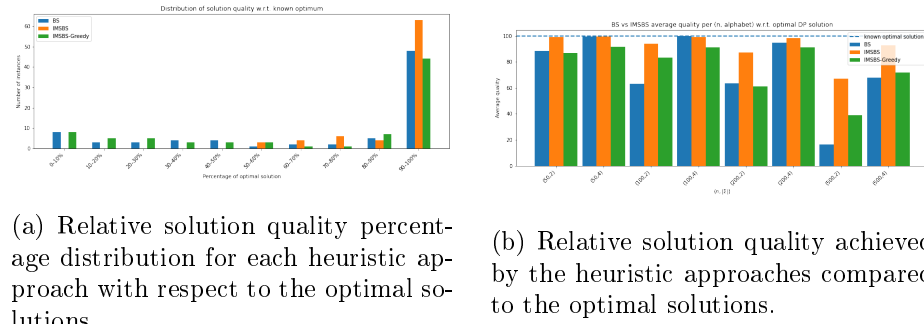 Distribution of solution quality w.r.t. known optimum
BS
IMSBS
IMSBS-Greedy
Number of instances
60
50
40
30
20
10
0
0-10%
10-20%
20-30%
30-40%
40-50%
50-60%
60-70%
70-80%
80-90%
90-100%
Percentage of optimal solution
(a) Relative solution quality percent-
age distribution for each heuristic ap-
proach with respect to the optimal so-
lutions
BS vs IMSBS average quality per (n, alphabet) w.r.t. optimal DP solution
known optimal solution
BS
IMSBS
IMSBS-Greedy
Average quality
100
80
60
40
20
0
(50,2)
(50,4)
(100,2)
(100,4)
(200,2)
(200,4)
(500,2)
(500,4)
(n, |Σ|)
(b) Relative solution quality achieved
by the heuristic approaches compared
to the optimal solutions.